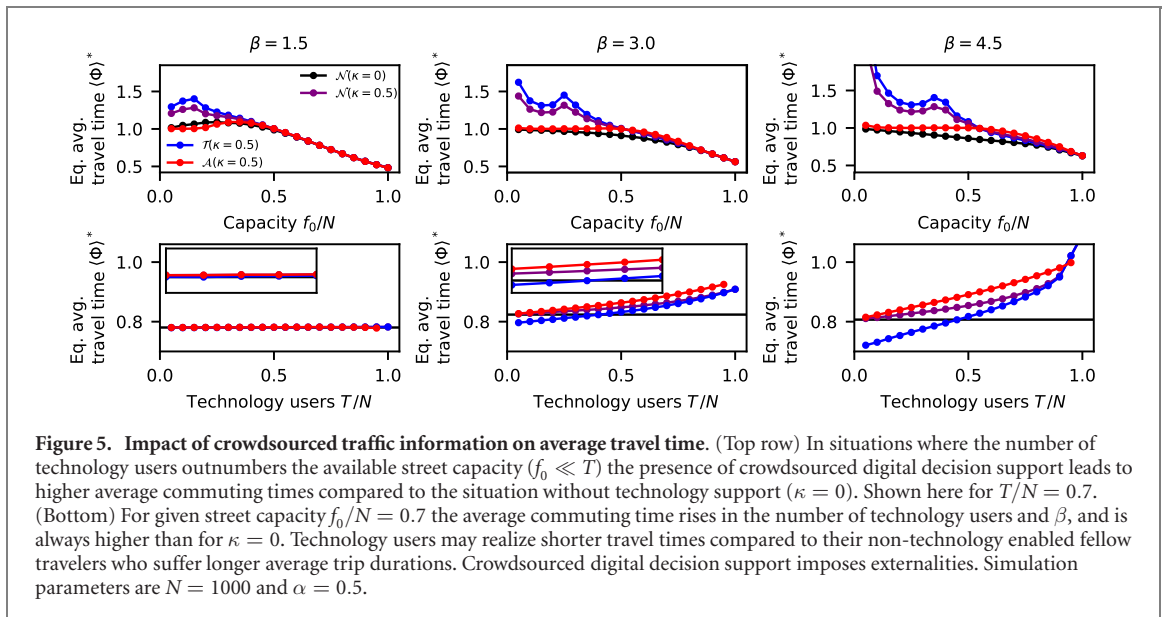 β = 1.5
β = 3.0
β = 4.5
Eq. avg.
travel time ⟨Φ⟩*
1.5
1.0
0.5
0.0
0.5
1.0
Capacity f₀/N
𝒩(κ = 0)
𝒩(κ = 0.5)
𝒯(κ = 0.5)
𝒜(κ = 0.5)
Eq. avg.
travel time ⟨Φ⟩*
1.5
1.0
0.5
0.0
0.5
1.0
Capacity f₀/N
Eq. avg.
travel time ⟨Φ⟩*
1.5
1.0
0.5
0.0
0.5
1.0
Capacity f₀/N
Eq. avg.
travel time ⟨Φ⟩*
1.0
0.8
0.0
0.5
1.0
Technology users T/N
Eq. avg.
travel time ⟨Φ⟩*
1.0
0.8
0.0
0.5
1.0
Technology users T/N
Eq. avg.
travel time ⟨Φ⟩*
1.0
0.8
0.0
0.5
1.0
Technology users T/N
Figure 5. Impact of crowdsourced traffic information on average travel time. (Top row) In situations where the number of
technology users outnumbers the available street capacity (f₀ ≪ T) the presence of crowdsourced digital decision support leads to
higher average commuting times compared to the situation without technology support (κ = 0). Shown here for T/N = 0.7.
(Bottom) For given street capacity f₀/N = 0.7 the average commuting time rises in the number of technology users and β, and is
always higher than for κ = 0. Technology users may realize shorter travel times compared to their non-technology enabled fellow
travelers who suffer longer average trip durations. Crowdsourced digital decision support imposes externalities. Simulation
parameters are N = 1000 and α = 0.5.